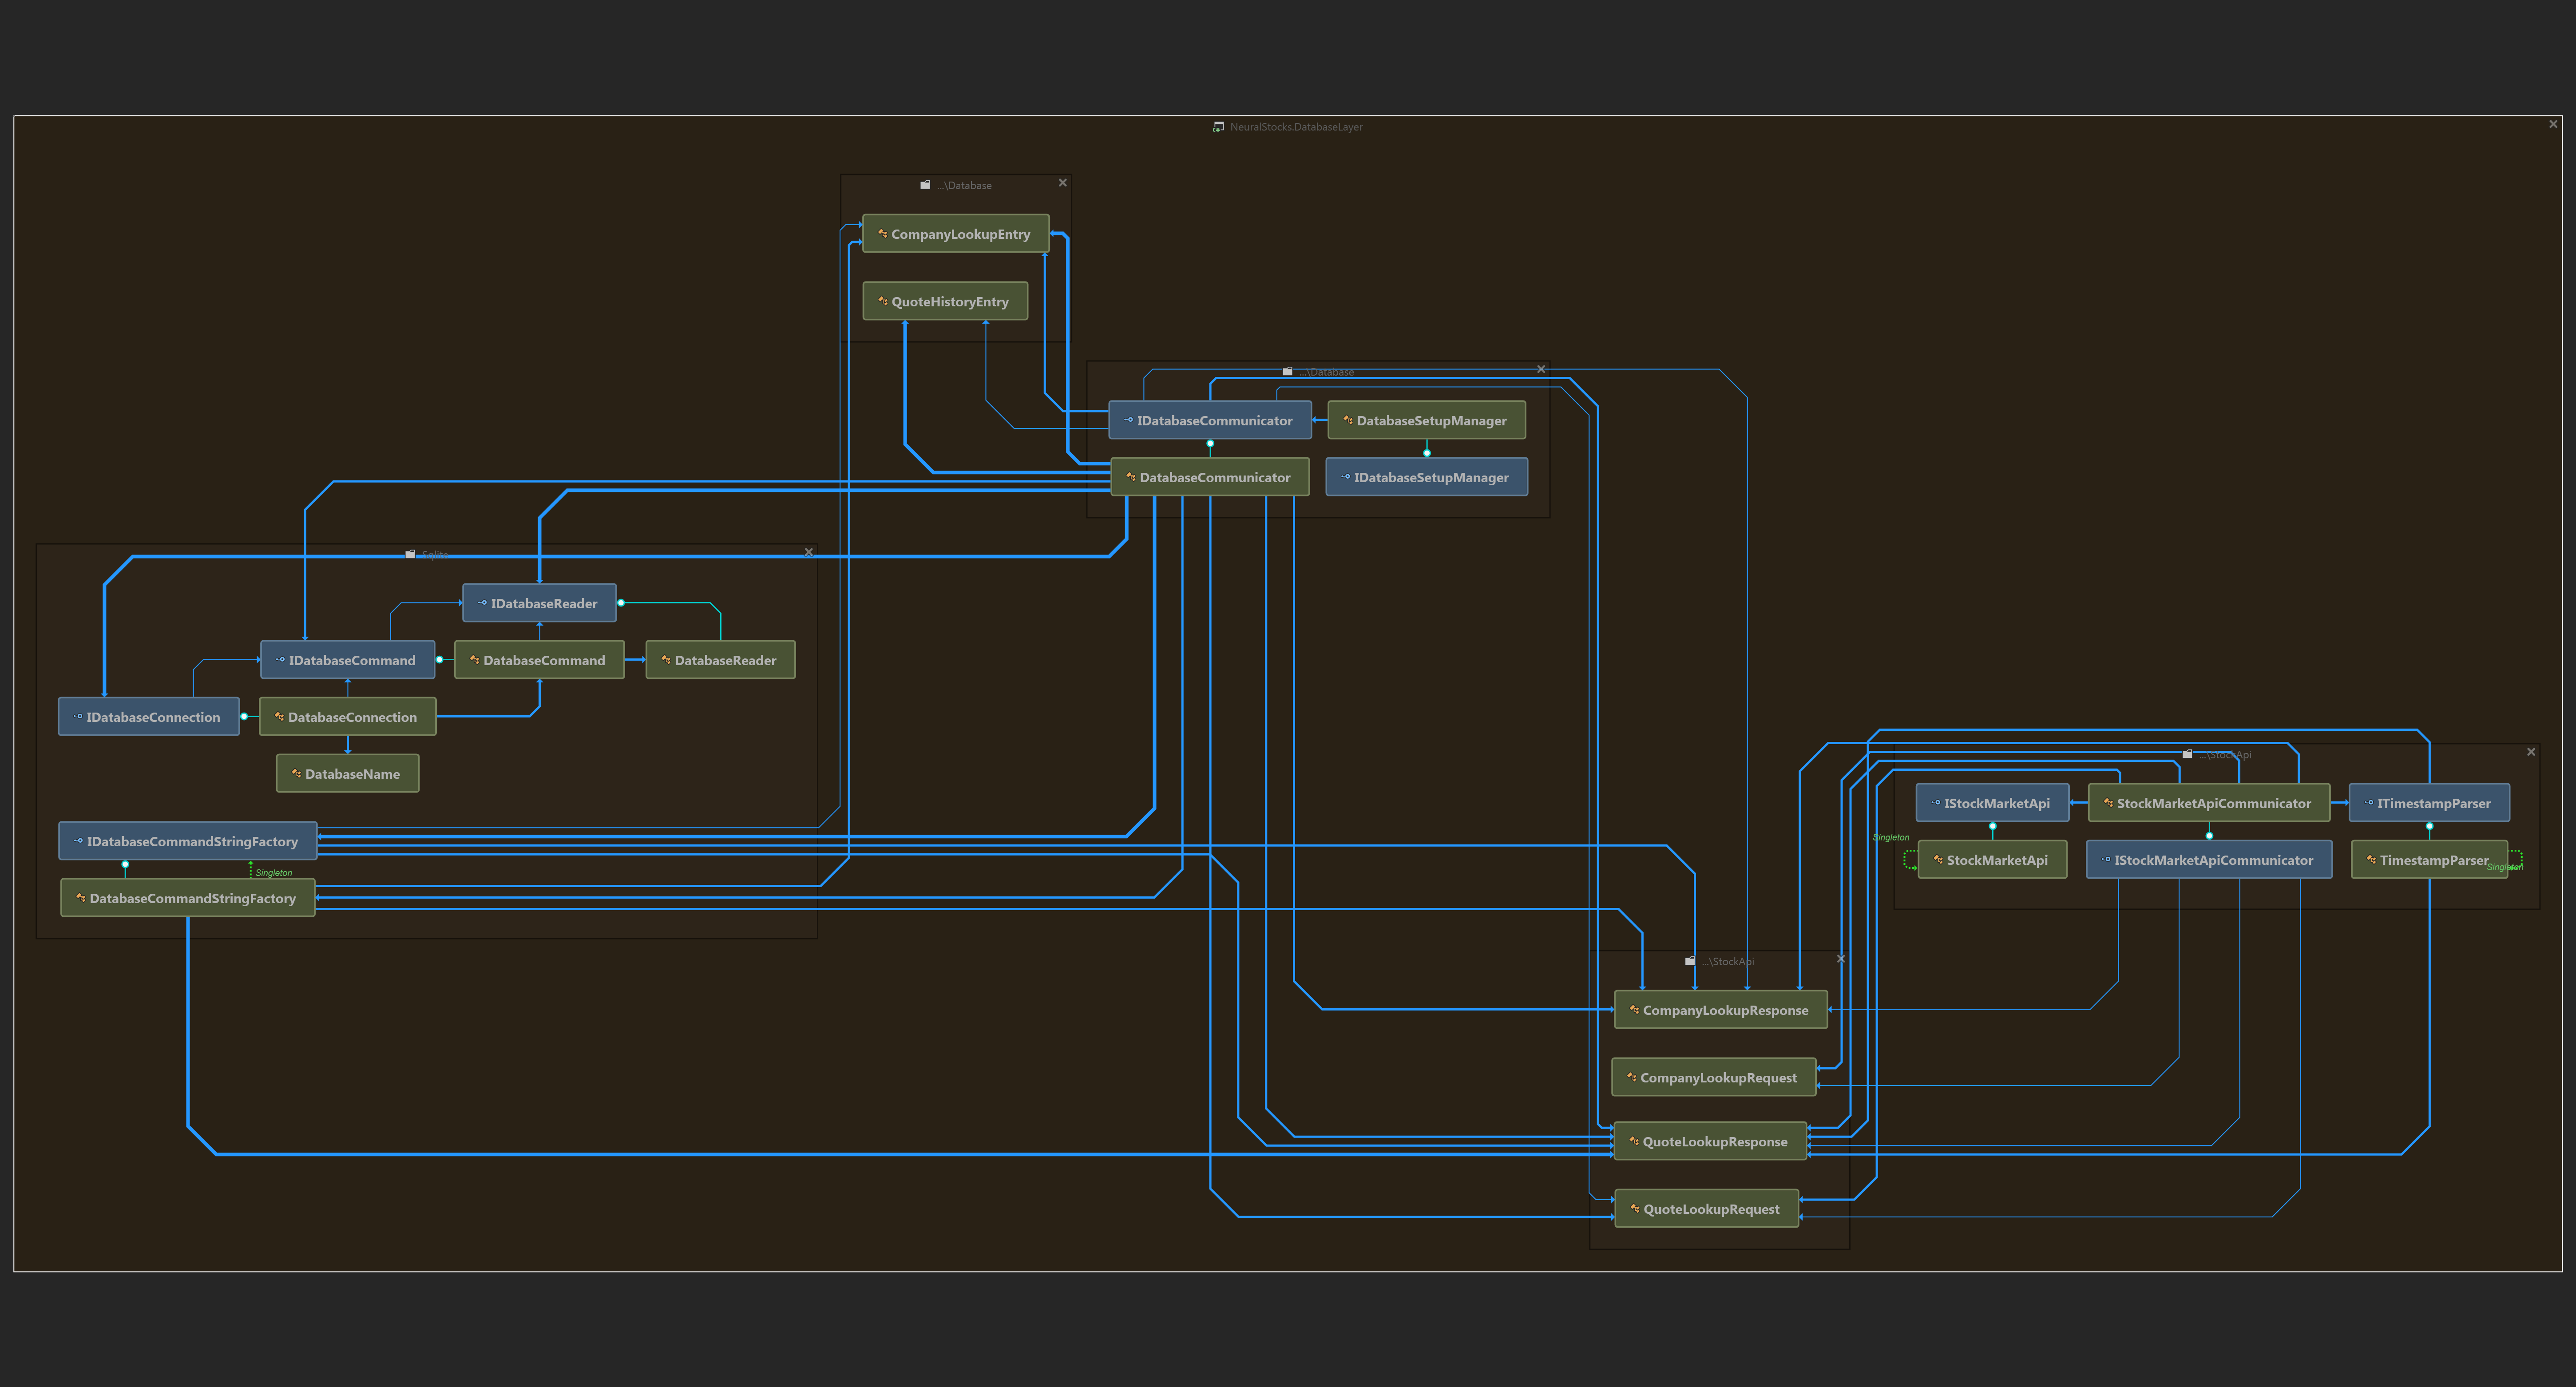 NeuralStocks.DatabaseLayer
...\Database
CompanyLookupEntry
QuoteHistoryEntry
...\Database
IDatabaseCommunicator
DatabaseSetupManager
DatabaseCommunicator
IDatabaseSetupManager
Sqlite
IDatabaseReader
IDatabaseCommand
DatabaseCommand
DatabaseReader
IDatabaseConnection
DatabaseConnection
DatabaseName
IDatabaseCommandStringFactory
Singleton
DatabaseCommandStringFactory
...\StockApi
IStockMarketApi
StockMarketApiCommunicator
ITimestampParser
Singleton
StockMarketApi
IStockMarketApiCommunicator
TimestampParser
Singleton
...\StockApi
CompanyLookupResponse
CompanyLookupRequest
QuoteLookupResponse
QuoteLookupRequest